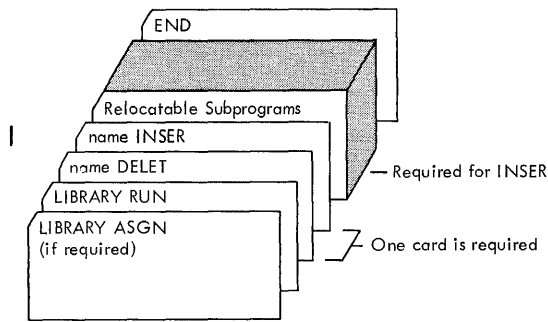 END
Relocatable Subprograms
name INSER
name DELET
Required for INSER
LIBRARY RUN
LIBRARY ASGN
(if required)
One card is required